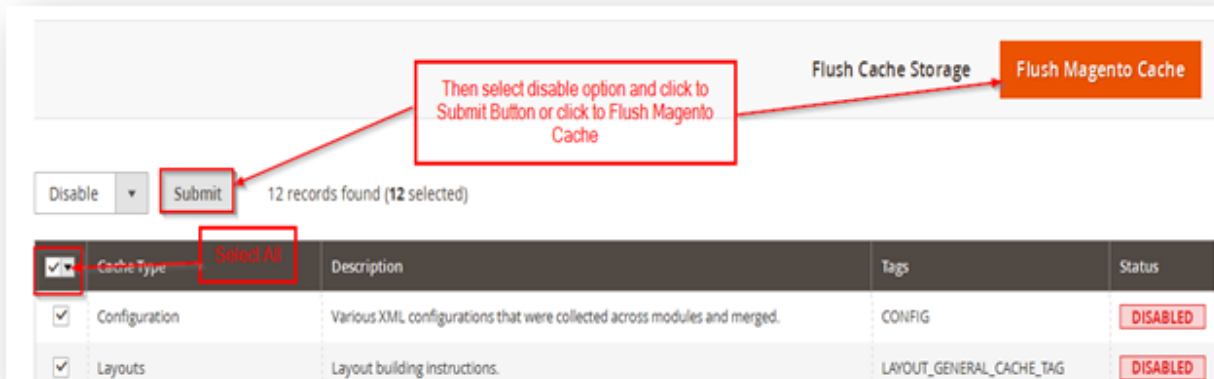 Flush Cache Storage
Flush Magento Cache
Then select disable option and click to
Submit Button or click to Flush Magento
Cache
Disable
Submit
12 records found (12 selected)
Select All
Cache Type
Description
Tags
Status
Configuration
Various XML configurations that were collected across modules and merged.
CONFIG
DISABLED
Layouts
Layout building instructions.
LAYOUT_GENERAL_CACHE_TAG
DISABLED